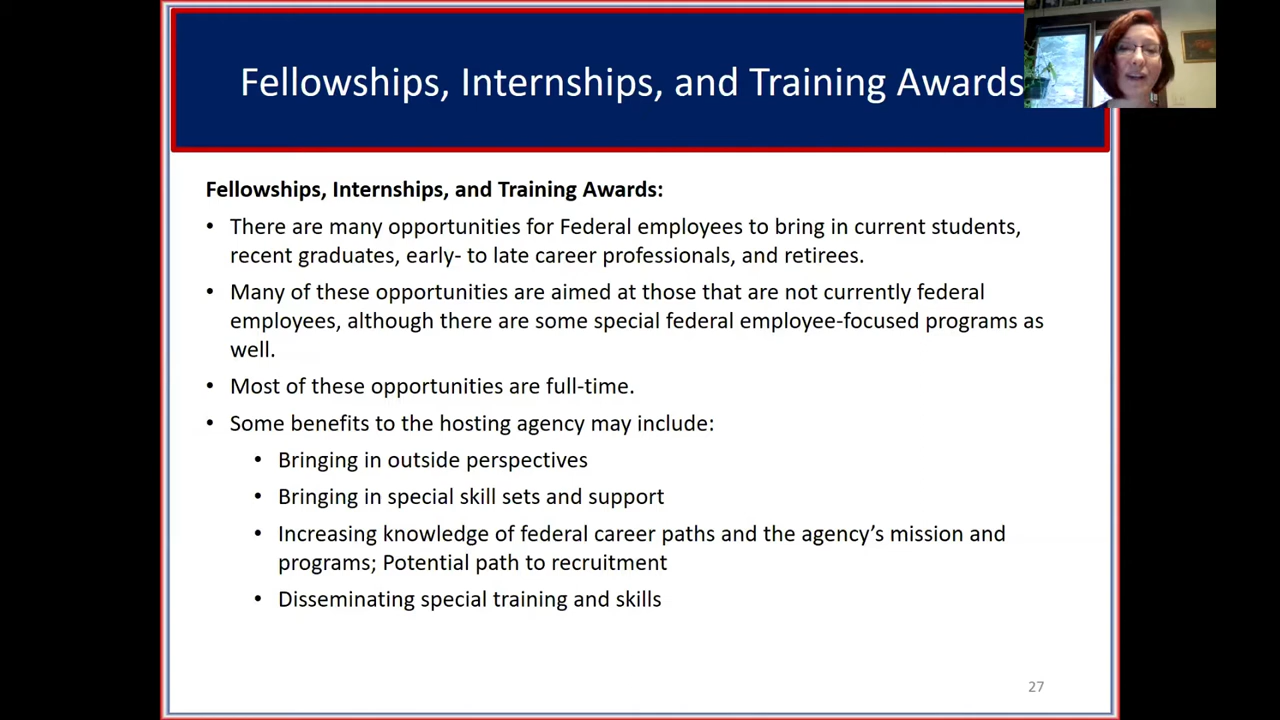 Fellowships, Internships, and Training Awards
Fellowships, Internships, and Training Awards:
• There are many opportunities for Federal employees to bring in current students,
recent graduates, early- to late career professionals, and retirees.
• Many of these opportunities are aimed at those that are not currently federal
employees, although there are some special federal employee-focused programs as
well.
• Most of these opportunities are full-time.
• Some benefits to the hosting agency may include:
• Bringing in outside perspectives
• Bringing in special skill sets and support
• Increasing knowledge of federal career paths and the agency’s mission and
programs; Potential path to recruitment
• Disseminating special training and skills
27